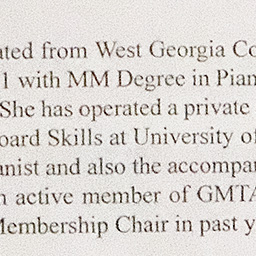 ated from West Georgia Co
1 with MM Degree in Pian
She has operated a private
oard Skills at University of
anist and also the accompan
n active member of GMTA
Membership Chair in past y